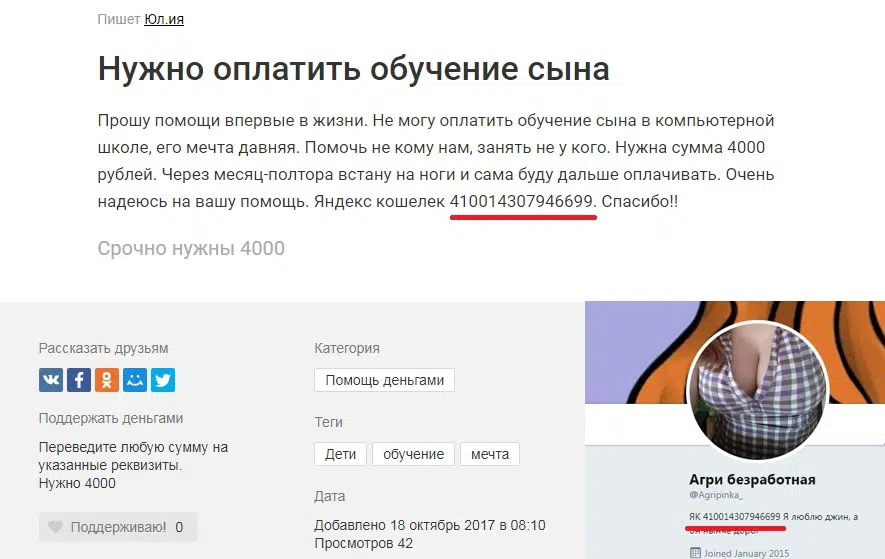 Пишет Юл.ия
Нужно оплатить обучение сына
Прошу помощи впервые в жизни. Не могу оплатить обучение сына в компьютерной
школе, его мечта давняя. Помочь не кому нам, занять не у кого. Нужна сумма 4000
рублей. Через месяц-полтора встану на ноги и сама буду дальше оплачивать. Очень
надеюсь на вашу помощь. Яндекс кошелек 410014307946699. Спасибо!!
Срочно нужны 4000
Рассказать друзьям
Поддержать деньгами
Переведите любую сумму на
указанные реквизиты.
Нужно 4000
Поддерживаю! 0
Категория
Помощь деньгами
Теги
Дети обучение мечта
Дата
Добавлено 18 октябрь 2017 в 08:10
Просмотров 42
Агри безработная
@Agripinka_
ЯК 410014307946699 Я люблю джин, а
он нынче дорог
Joined January 2015